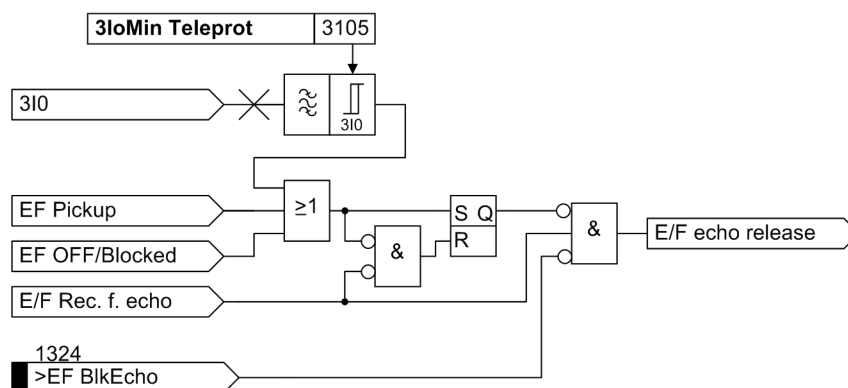 3IoMin Teleprot 3105
3I0
3I0
EF Pickup
≥1
S Q
&
E/F echo release
EF OFF/Blocked
&
R
E/F Rec. f. echo
1324
>EF BlkEcho